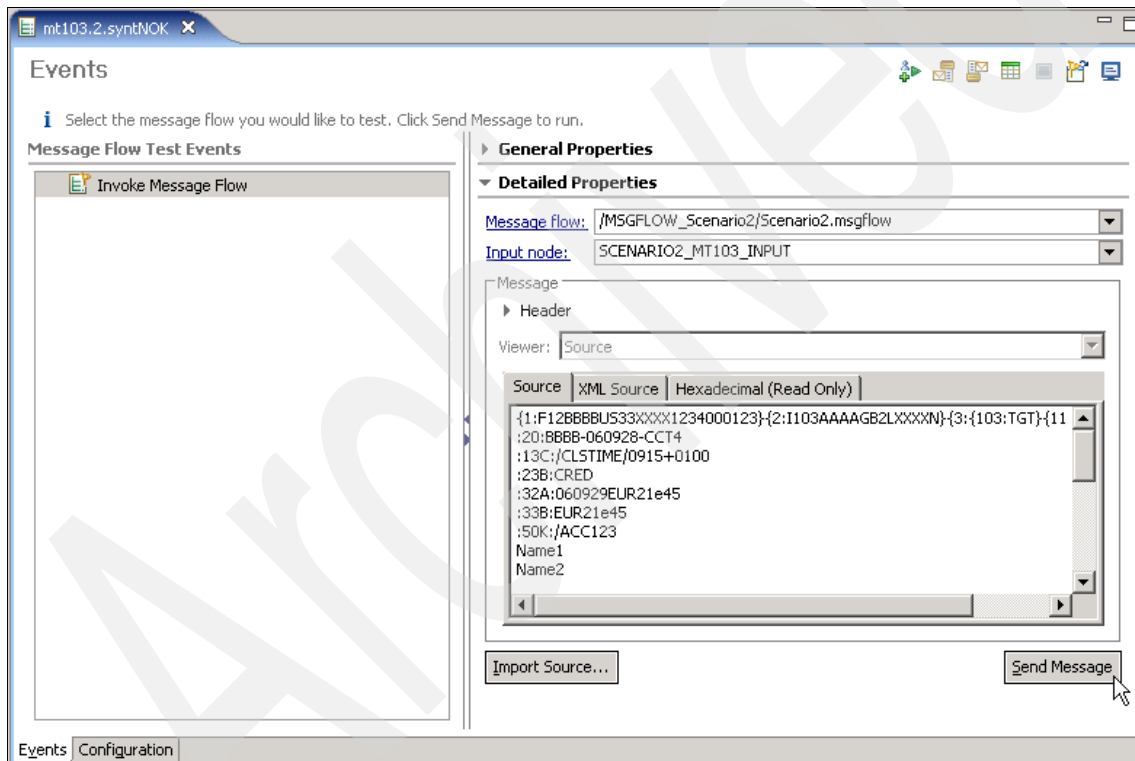 mt103.2.syntNOK
Events
Select the message flow you would like to test. Click Send Message to run.
Message Flow Test Events
Invoke Message Flow
General Properties
Detailed Properties
Message flow: /MSGFLOW_Scenario2/Scenario2.msgflow
Input node: SCENARIO2_MT103_INPUT
Message
Header
Viewer: Source
Source XML Source Hexadecimal (Read Only)
{1:F12BBBBUS33XXXX1234000123}{2:I103AAAAGB2LXXXXN}{3:{103:TGT}{11
:20:BBBB-060928-CCT4
:13C:/CLSTIME/0915+0100
:23B:CRED
:32A:060929EUR21e45
:33B:EUR21e45
:50K:/ACC123
Name1
Name2
Import Source... Send Message
Events Configuration
Archived